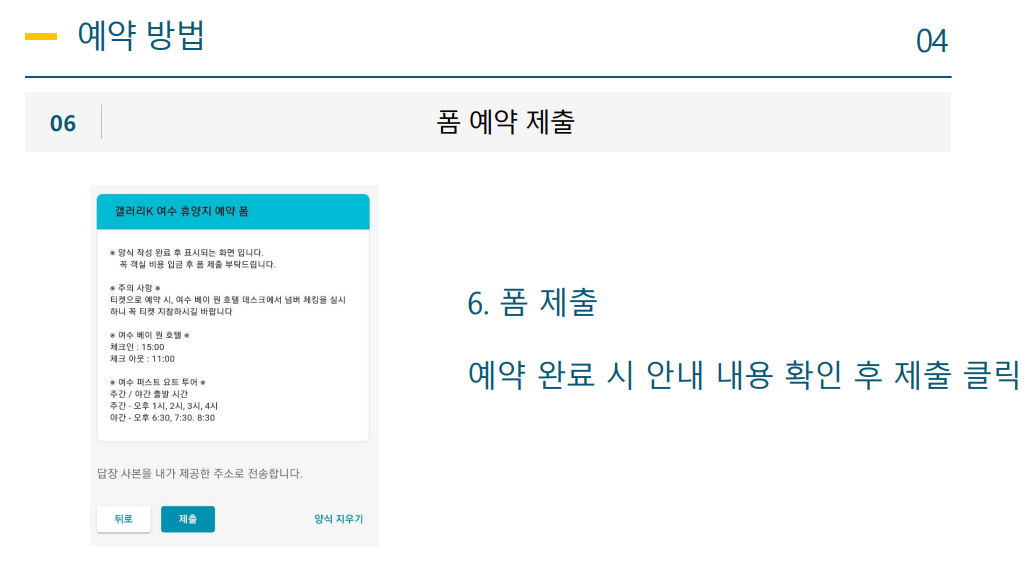 예약 방법
04
06
폼 예약 제출
갤러리K 여수 휴양지 예약 폼
※ 양식 작성 완료 후 표시되는 화면 입니다.
꼭 객실 비용 입금 후 폼 제출 부탁드립니다.
※ 주의 사항 ※
티켓으로 예약 시, 여수 베이 원 호텔 데스크에서 넘버 체킹을 실시
하니 꼭 티켓 지참하시길 바랍니다
※ 여수 베이 원 호텔 ※
체크인 : 15:00
체크 아웃 : 11:00
※ 여수 퍼스트 요트 투어 ※
주간 / 야간 출발 시간
주간 - 오후 1시, 2시, 3시, 4시
야간 - 오후 6:30, 7:30. 8:30
답장 사본을 내가 제공한 주소로 전송합니다.
뒤로
제출
양식 지우기
6. 폼 제출
예약 완료 시 안내 내용 확인 후 제출 클릭